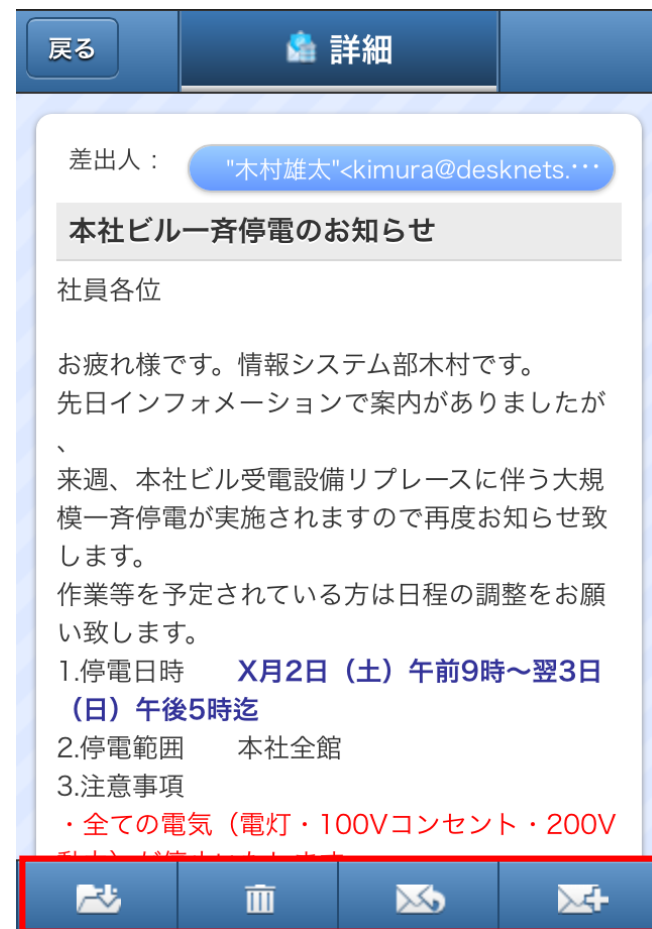 戻る
詳細
差出人：
"木村雄太"<kimura@desknets.･･･
本社ビル一斉停電のお知らせ
社員各位
お疲れ様です。情報システム部木村です。
先日インフォメーションで案内がありましたが
、
来週、本社ビル受電設備リプレースに伴う大規
模一斉停電が実施されますので再度お知らせ致
します。
作業等を予定されている方は日程の調整をお願
い致します。
1.停電日時　　X月2日（土）午前9時～翌3日
（日）午後5時迄
2.停電範囲　　本社全館
3.注意事項
・全ての電気（電灯・100Vコンセント・200V